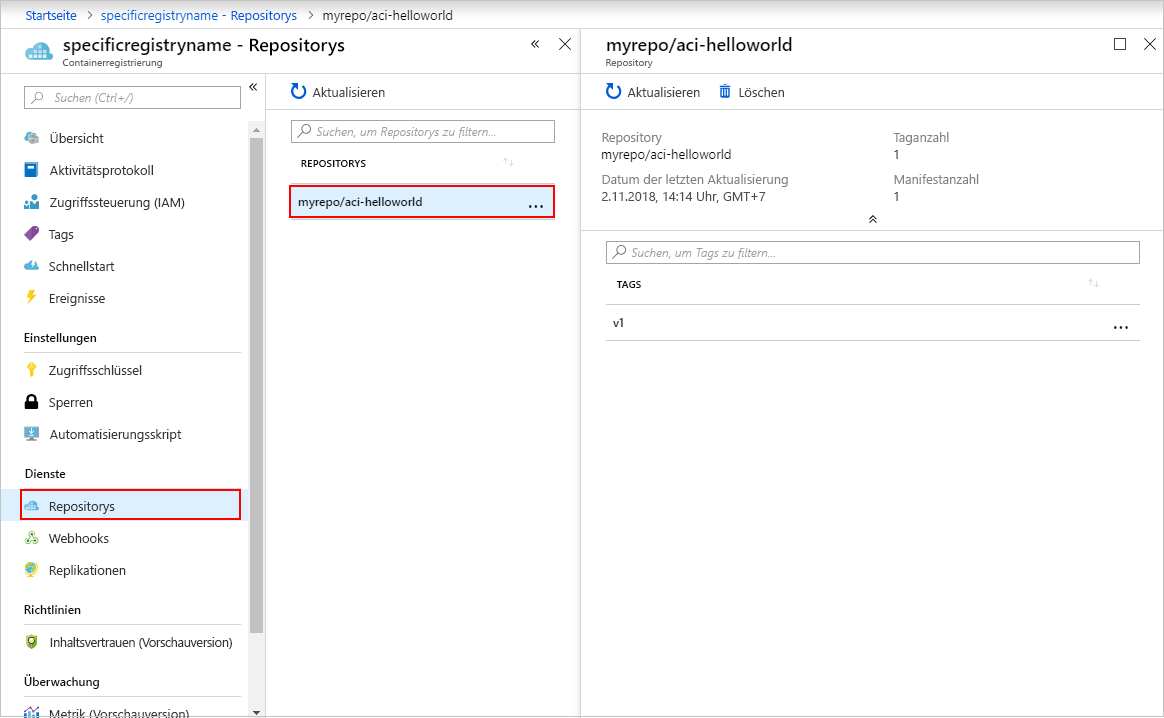 Startseite > specificregistryname - Repositorys > myrepo/aci-helloworld
specificregistryname - Repositorys
Containerregistrierung
Suchen (Ctrl+/)
Übersicht
Aktivitätsprotokoll
Zugriffssteuerung (IAM)
Tags
Schnellstart
Ereignisse
Einstellungen
Zugriffsschlüssel
Sperren
Automatisierungsskript
Dienste
Repositorys
Webhooks
Replikationen
Richtlinien
Inhaltsvertrauen (Vorschauversion)
Überwachung
Metrik (Vorschauversion)
Aktualisieren
Suchen, um Repositorys zu filtern...
REPOSITORYS
myrepo/aci-helloworld ...
myrepo/aci-helloworld
Repository
Aktualisieren Löschen
Repository Taganzahl
myrepo/aci-helloworld 1
Datum der letzten Aktualisierung Manifestanzahl
2.11.2018, 14:14 Uhr, GMT+7 1
Suchen, um Tags zu filtern...
TAGS
v1 ...